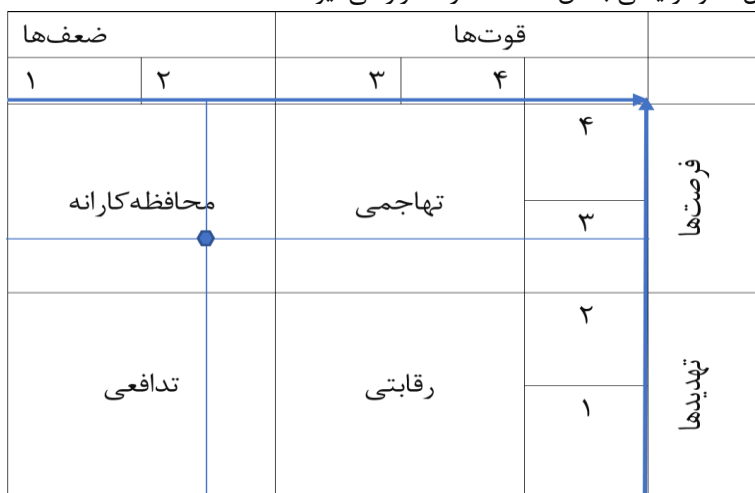 قوت‌ها ضعف‌ها
۴ ۳ ۲ ۱
فرصت‌ها
۴
تهاجمی محافظه‌کارانه
۳
تهدیدها
۲
رقابتی تدافعی
۱